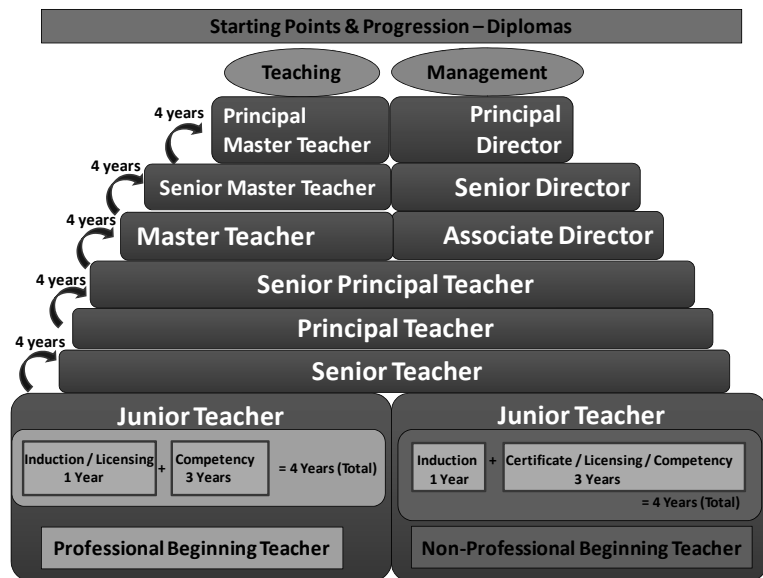 Starting Points & Progression – Diplomas
Teaching
Management
4 years
Principal
Master Teacher
Principal
Director
4 years
Senior Master Teacher
Senior Director
4 years
Master Teacher
Associate Director
4 years
Senior Principal Teacher
Principal Teacher
4 years
Senior Teacher
Junior Teacher
Induction / Licensing
1 Year
+
Competency
3 Years
= 4 Years (Total)
Professional Beginning Teacher
Junior Teacher
Induction
1 Year
+
Certificate / Licensing / Competency
3 Years
= 4 Years (Total)
Non-Professional Beginning Teacher